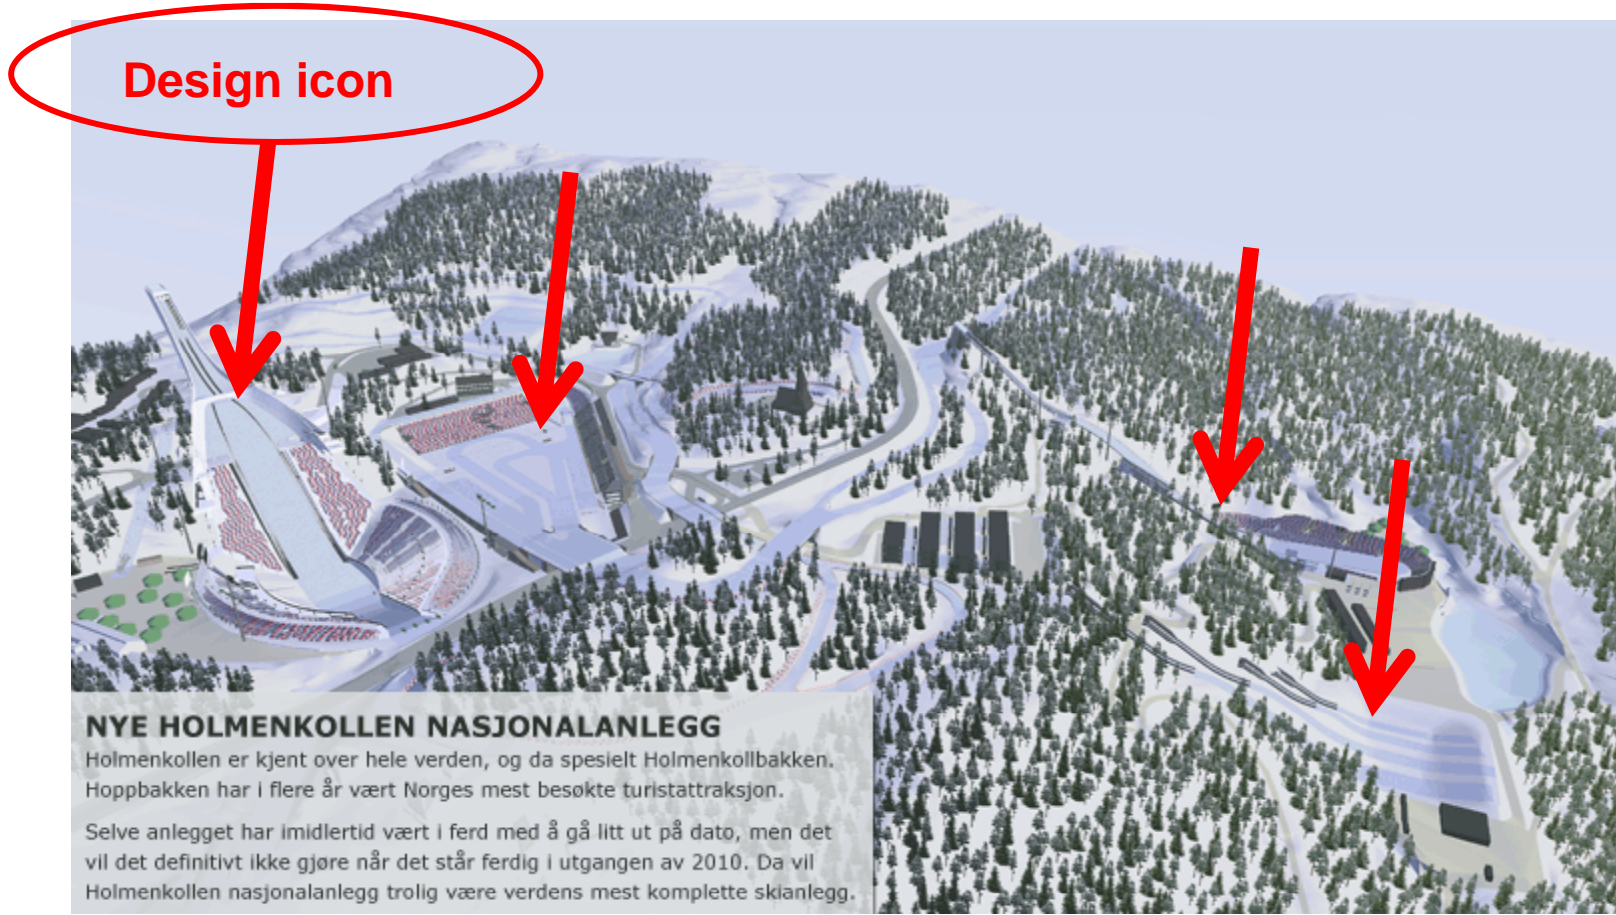 Design icon
NYE HOLMENKOLLEN NASJONALANLEGG
Holmenkollen er kjent over hele verden, og da spesielt Holmenkollbakken.
Hoppbakken har i flere år vært Norges mest besøkte turistattraksjon.
Selve anlegget har imidlertid vært i ferd med å gå litt ut på dato, men det
vil det definitivt ikke gjøre når det står ferdig i utgangen av 2010. Da vil
Holmenkollen nasjonalanlegg trolig være verdens mest komplette skianlegg.